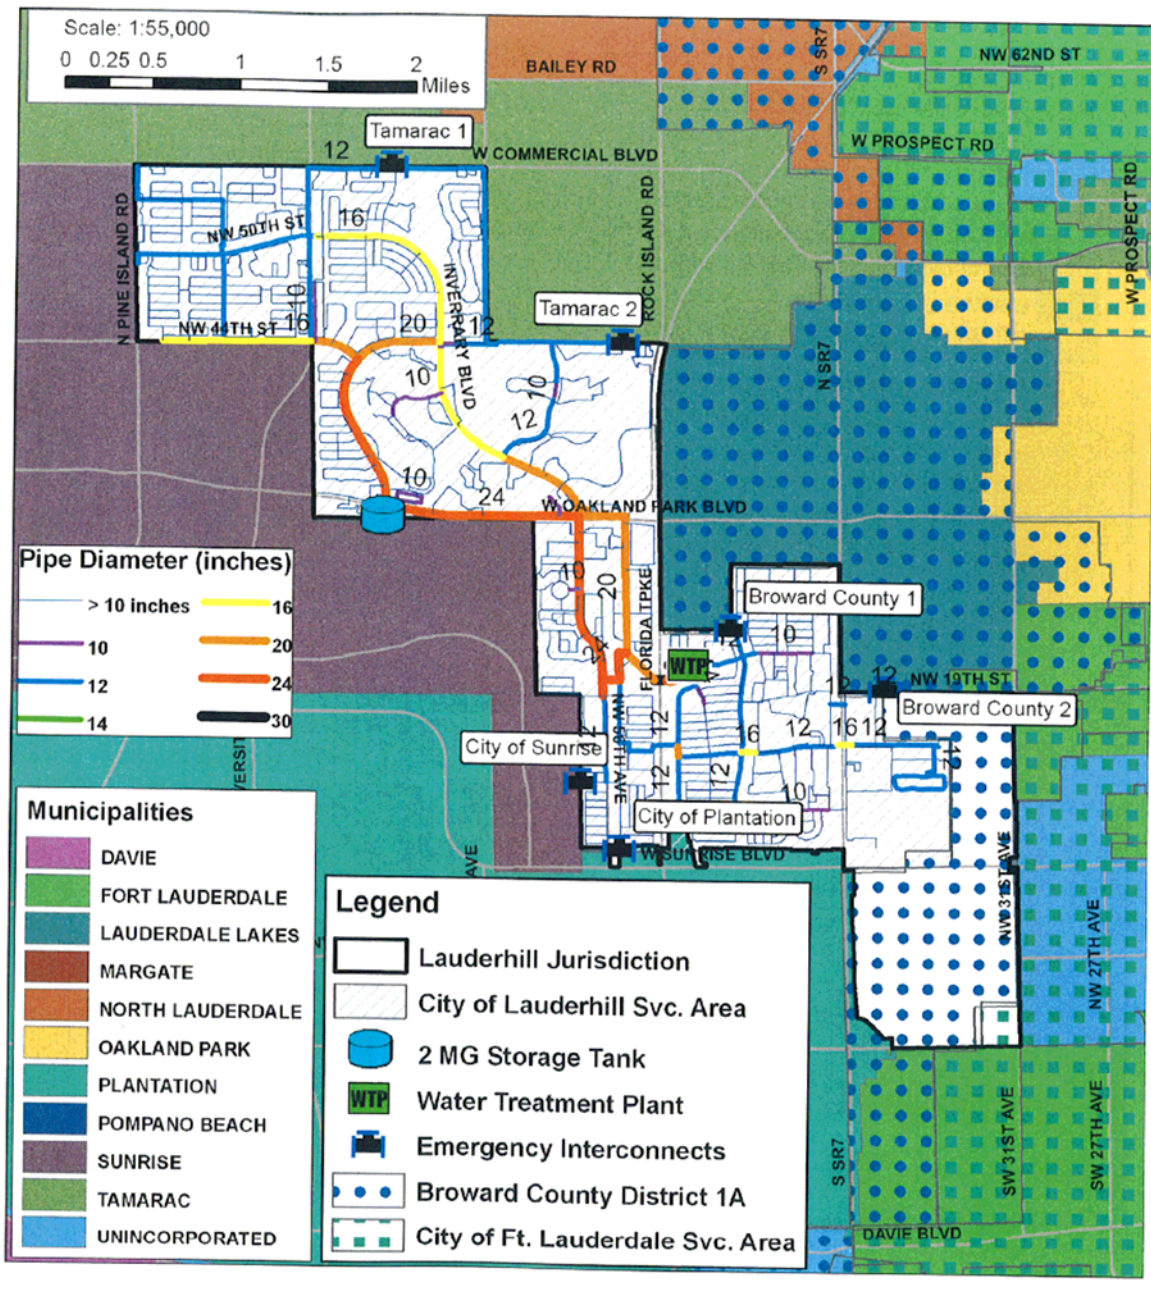 Scale: 1:55,000
0 0.25 0.5 1 1.5 2
Miles
BAILEY RD
S SR7
NW 62ND ST
Tamarac 1
12
W COMMERCIAL BLVD
W PROSPECT RD
W PROSPECT RD
N PINE ISLAND RD
NW 50TH ST
16
ROCK ISLAND RD
INVERRARY BLVD
10
Tamarac 2
NW 44TH ST
16
20
12
N SR7
10
10
12
10
24
W OAKLAND PARK BLVD
Pipe Diameter (inches)
> 10 inches
16
10
20
12
24
14
30
10
20
24
FLORIDA TPKE
Broward County 1
12
10
WTP
NW 19TH ST
12
12
Broward County 2
NW 56TH AVE
12
12
16
12
16
12
12
City of Sunrise
12
12
10
City of Plantation
W SUNRISE BLVD
AVE
NW 31ST AVE
NW 27TH AVE
Municipalities
DAVIE
FORT LAUDERDALE
LAUDERDALE LAKES
MARGATE
NORTH LAUDERDALE
OAKLAND PARK
PLANTATION
POMPANO BEACH
SUNRISE
TAMARAC
UNINCORPORATED
Legend
Lauderhill Jurisdiction
City of Lauderhill Svc. Area
2 MG Storage Tank
WTP
Water Treatment Plant
Emergency Interconnects
Broward County District 1A
City of Ft. Lauderdale Svc. Area
S SR7
SW 31ST AVE
SW 27TH AVE
DAVIE BLVD